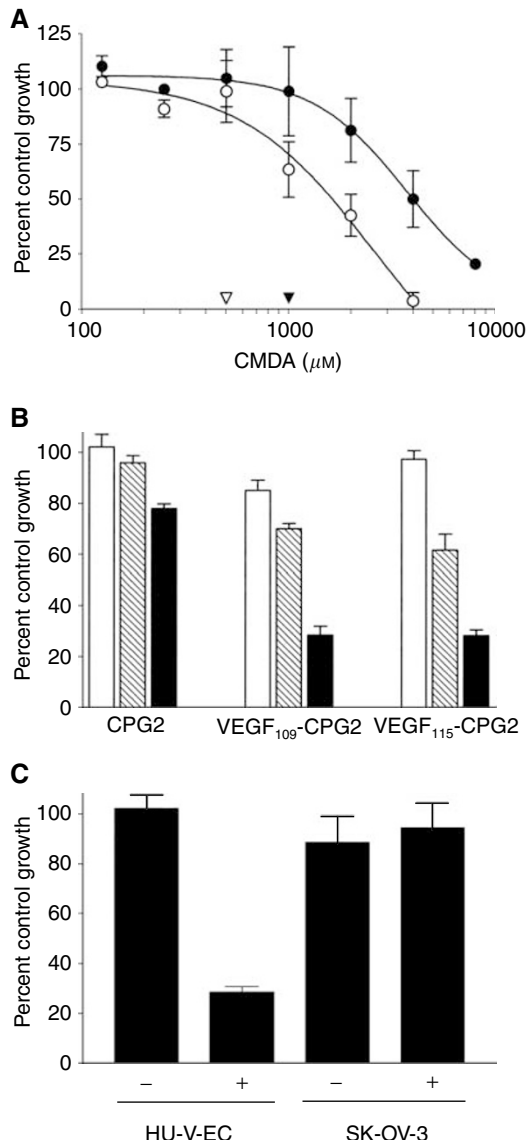 A
125
100
75
50
25
0
Percent control growth
100 1000 10000
CMDA (μM)
B
100
80
60
40
20
0
Percent control growth
CPG2 VEGF₁₀₉-CPG2 VEGF₁₁₅-CPG2
C
100
80
60
40
20
0
Percent control growth
– + – +
HU-V-EC SK-OV-3